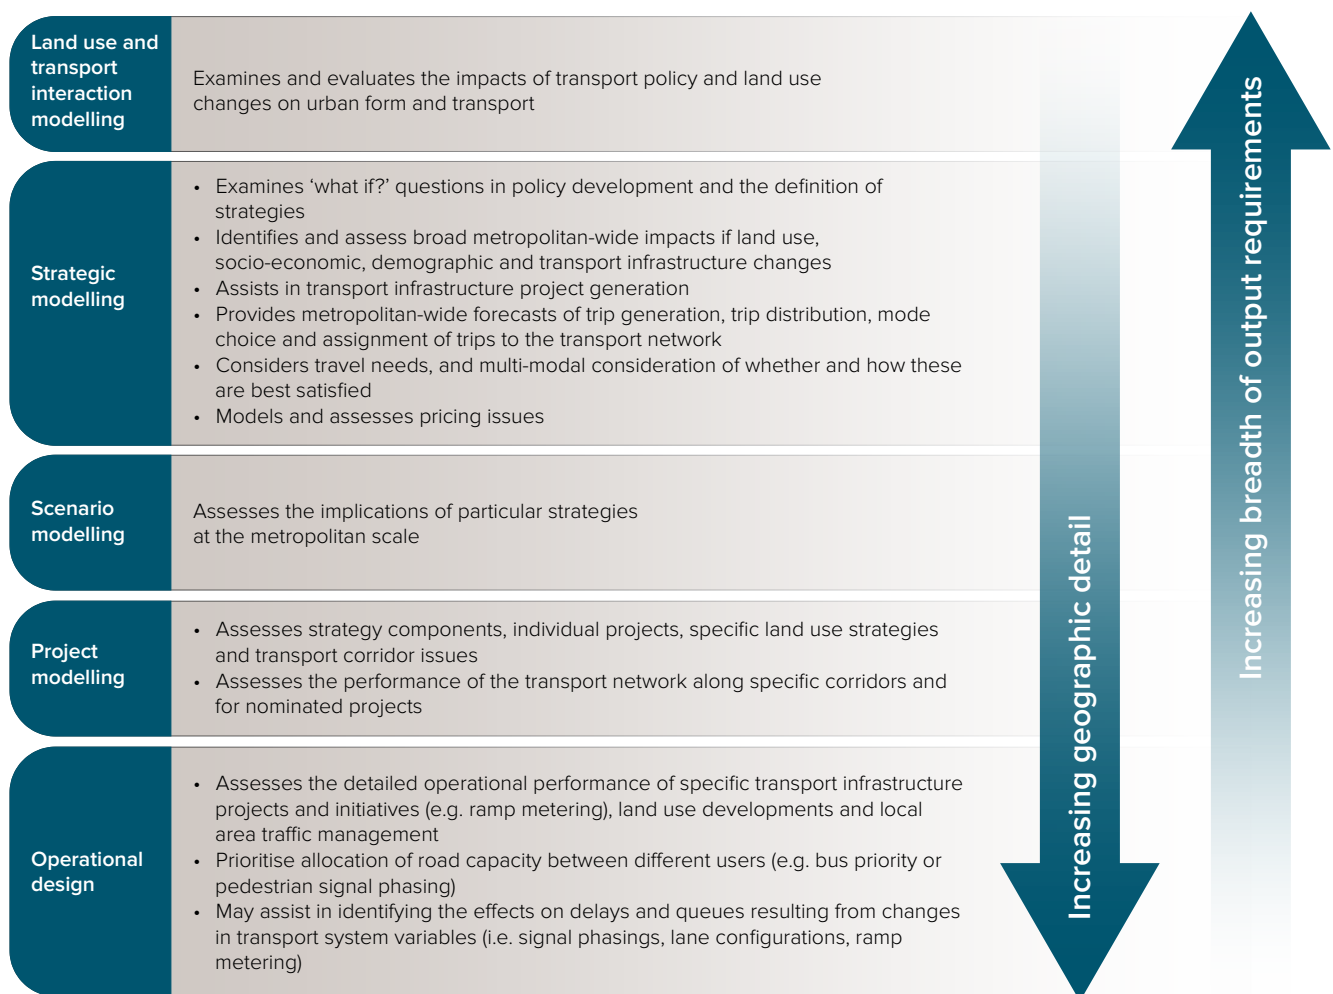 Land use and
transport
interaction
modelling
Examines and evaluates the impacts of transport policy and land use
changes on urban form and transport
Strategic
modelling
• Examines ‘what if?’ questions in policy development and the definition of
strategies
• Identifies and assess broad metropolitan-wide impacts if land use,
socio-economic, demographic and transport infrastructure changes
• Assists in transport infrastructure project generation
• Provides metropolitan-wide forecasts of trip generation, trip distribution, mode
choice and assignment of trips to the transport network
• Considers travel needs, and multi-modal consideration of whether and how these
are best satisfied
• Models and assesses pricing issues
Scenario
modelling
Assesses the implications of particular strategies
at the metropolitan scale
Project
modelling
• Assesses strategy components, individual projects, specific land use strategies
and transport corridor issues
• Assesses the performance of the transport network along specific corridors and
for nominated projects
Operational
design
• Assesses the detailed operational performance of specific transport infrastructure
projects and initiatives (e.g. ramp metering), land use developments and local
area traffic management
• Prioritise allocation of road capacity between different users (e.g. bus priority or
pedestrian signal phasing)
• May assist in identifying the effects on delays and queues resulting from changes
in transport system variables (i.e. signal phasings, lane configurations, ramp
metering)
Increasing geographic detail
Increasing breadth of output requirements